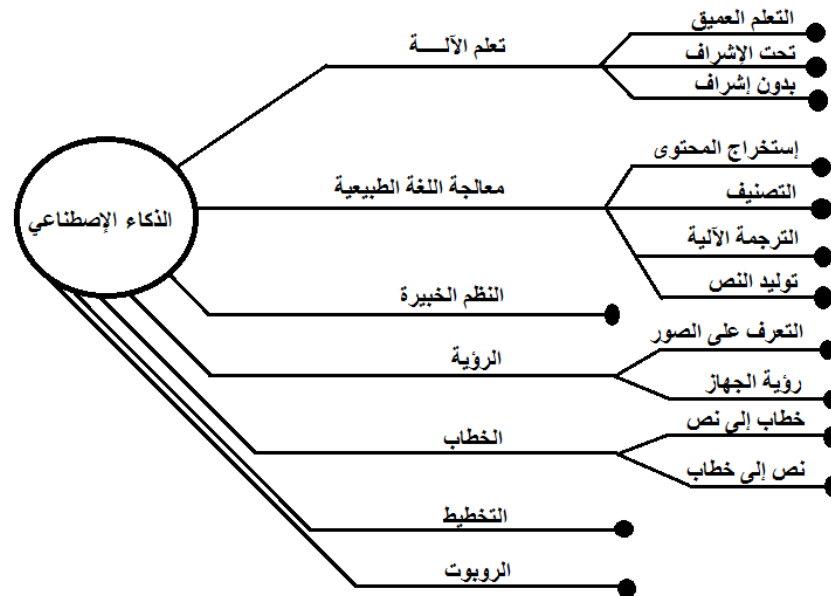 الذكاء الإصطناعي
تعلم الآلـــــة
التعلم العميق
تحت الإشراف
بدون إشراف
معالجة اللغة الطبيعية
إستخراج المحتوى
التصنيف
الترجمة الآلية
توليد النص
النظم الخبيرة
الرؤية
التعرف على الصور
رؤية الجهاز
الخطاب
خطاب إلى نص
نص إلى خطاب
التخطيط
الروبوت